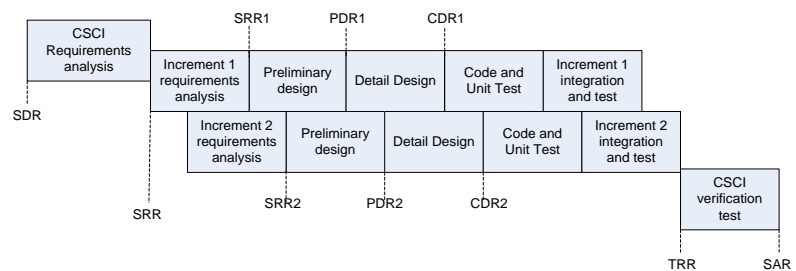 SRR1
PDR1
CDR1
CSCI
Requirements
analysis
Increment 1
requirements
analysis
Preliminary
design
Detail Design
Code and
Unit Test
Increment 1
integration
and test
SDR
Increment 2
requirements
analysis
Preliminary
design
Detail Design
Code and
Unit Test
Increment 2
integration
and test
SRR
SRR2
PDR2
CDR2
CSCI
verification
test
TRR
SAR